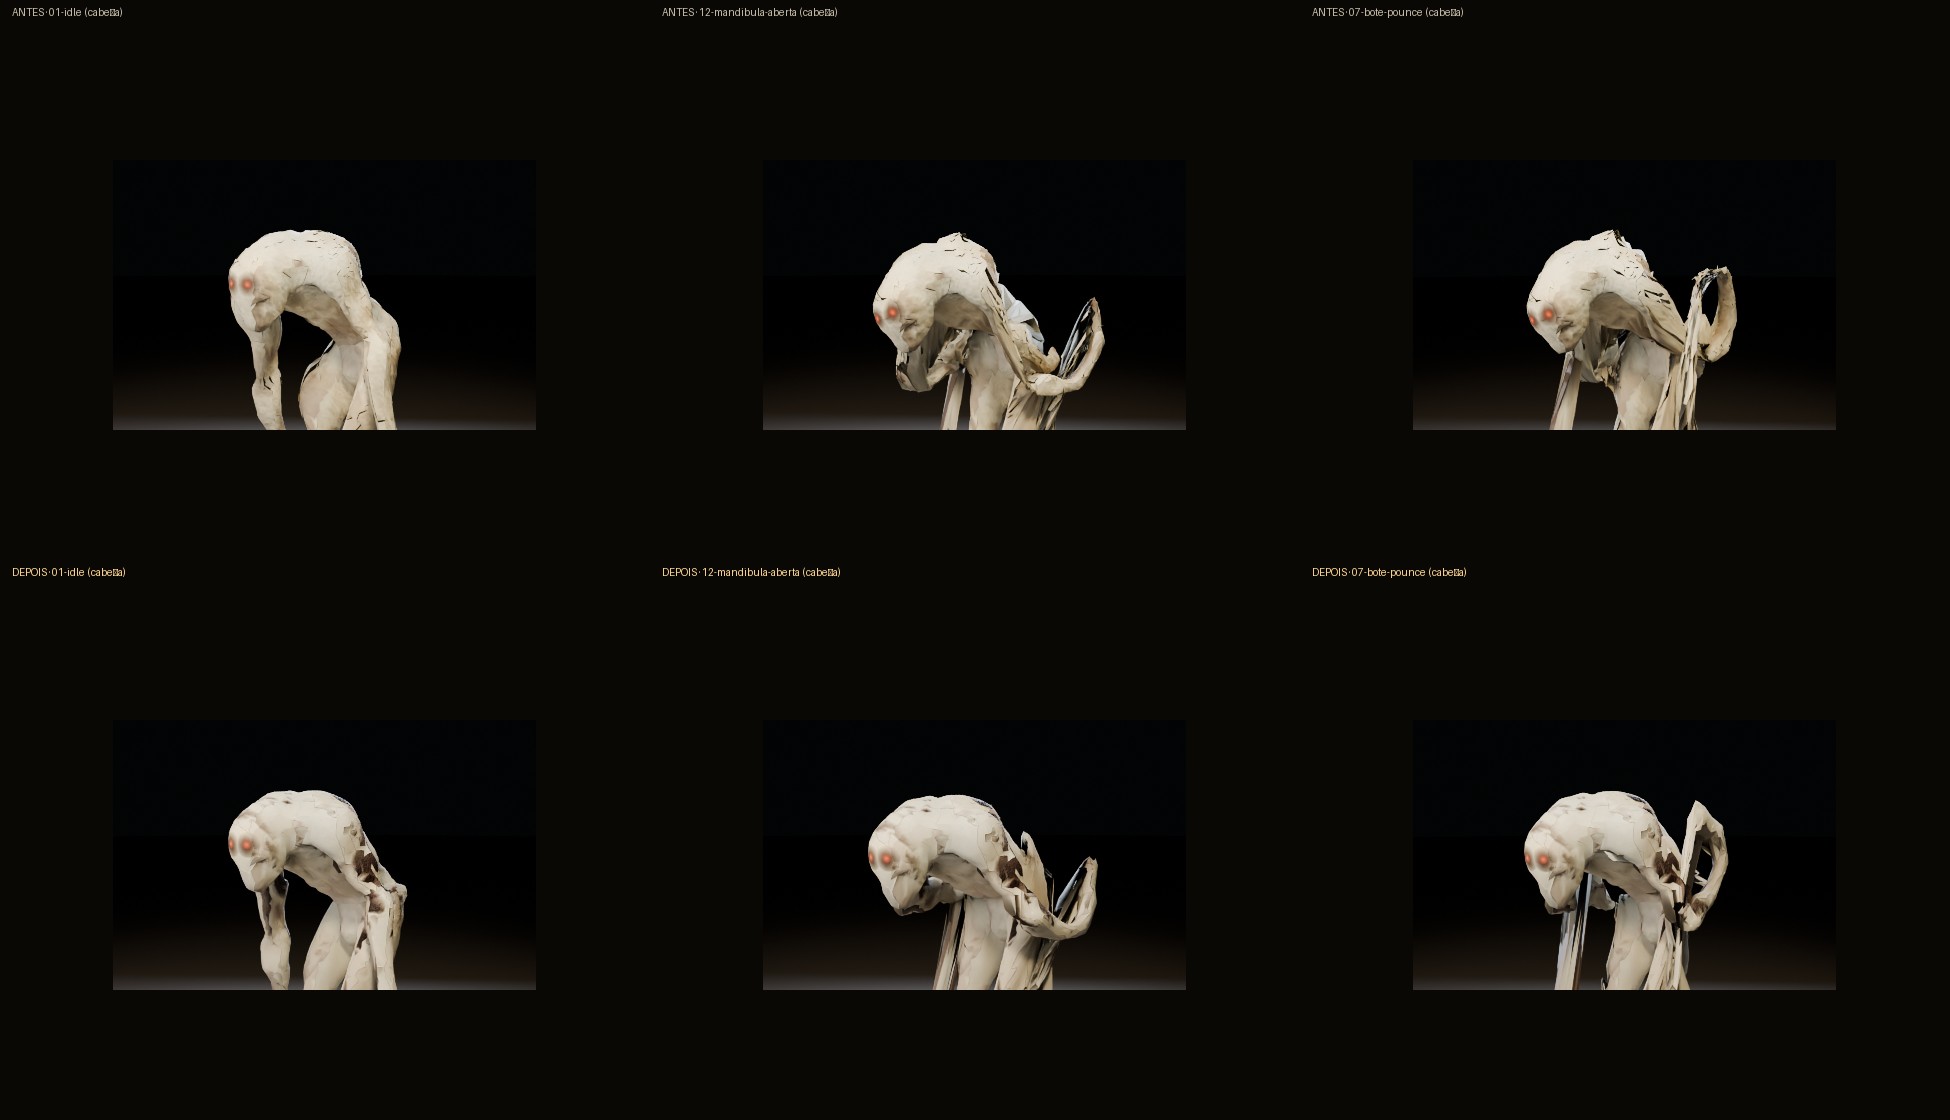 ANTES·01-idle (cabe□a)
ANTES·12-mandibula-aberta (cabe□a)
ANTES·07-bote-pounce (cabe□a)
DEPOIS·01-idle (cabe□a)
DEPOIS·12-mandibula-aberta (cabe□a)
DEPOIS·07-bote-pounce (cabe□a)